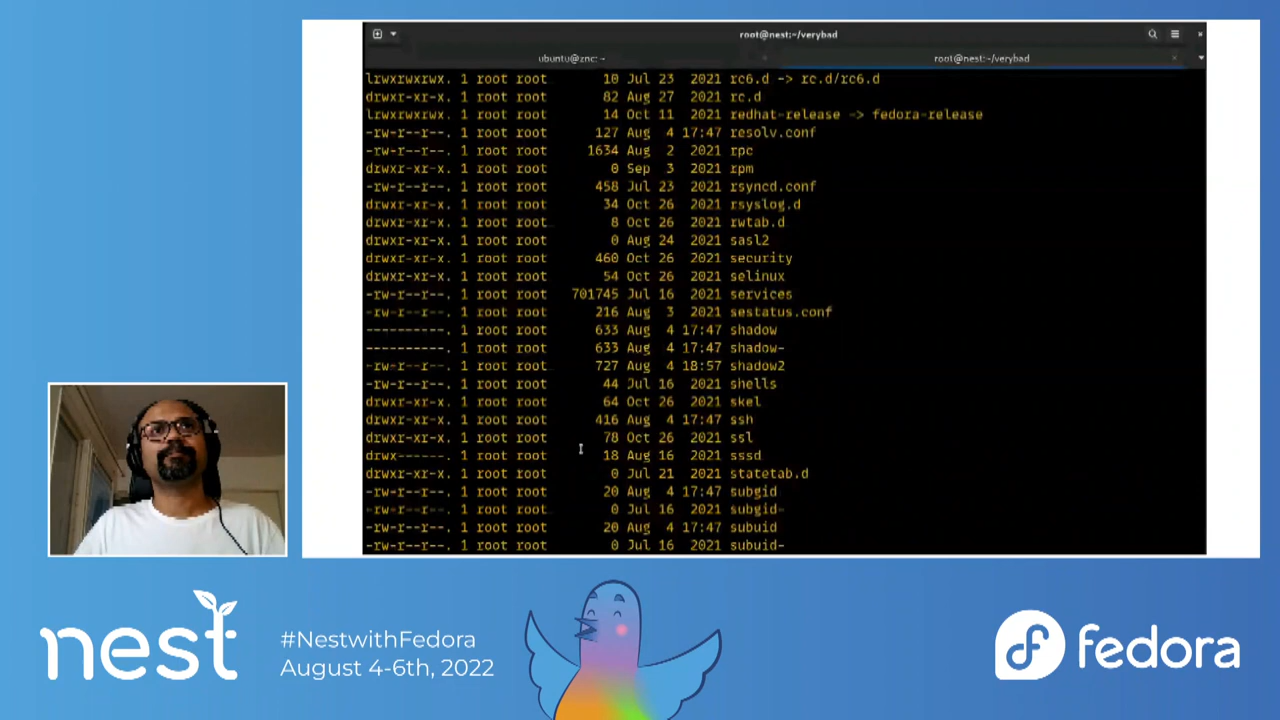 root@nest:~/verybad
ubuntu@znc: ~
root@nest:~/verybad
lrwxrwxrwx. 1 root root 10 Jul 23 2021 rc6.d -> rc.d/rc6.d
drwxr-xr-x. 1 root root 82 Aug 27 2021 rc.d
lrwxrwxrwx. 1 root root 14 Oct 11 2021 redhat-release -> fedora-release
-rw-r--r--. 1 root root 127 Aug 4 17:47 resolv.conf
-rw-r--r--. 1 root root 1634 Aug 2 2021 rpc
drwxr-xr-x. 1 root root 0 Sep 3 2021 rpm
-rw-r--r--. 1 root root 458 Jul 23 2021 rsyncd.conf
drwxr-xr-x. 1 root root 34 Oct 26 2021 rsyslog.d
drwxr-xr-x. 1 root root 8 Oct 26 2021 rwtab.d
drwxr-xr-x. 1 root root 0 Aug 24 2021 sasl2
drwxr-xr-x. 1 root root 460 Oct 26 2021 security
drwxr-xr-x. 1 root root 54 Oct 26 2021 selinux
-rw-r--r--. 1 root root 701745 Jul 16 2021 services
-rw-r--r--. 1 root root 216 Aug 3 2021 sestatus.conf
----------. 1 root root 633 Aug 4 17:47 shadow
----------. 1 root root 633 Aug 4 17:47 shadow-
-rw-r--r--. 1 root root 727 Aug 4 18:57 shadow2
-rw-r--r--. 1 root root 44 Jul 16 2021 shells
drwxr-xr-x. 1 root root 64 Oct 26 2021 skel
drwxr-xr-x. 1 root root 416 Aug 4 17:47 ssh
drwxr-xr-x. 1 root root 78 Oct 26 2021 ssl
drwx------. 1 root root 18 Aug 16 2021 sssd
drwxr-xr-x. 1 root root 0 Jul 21 2021 statetab.d
-rw-r--r--. 1 root root 20 Aug 4 17:47 subgid
-rw-r--r--. 1 root root 0 Jul 16 2021 subgid-
-rw-r--r--. 1 root root 20 Aug 4 17:47 subuid
-rw-r--r--. 1 root root 0 Jul 16 2021 subuid-
nest
#NestwithFedora
August 4-6th, 2022
fedora